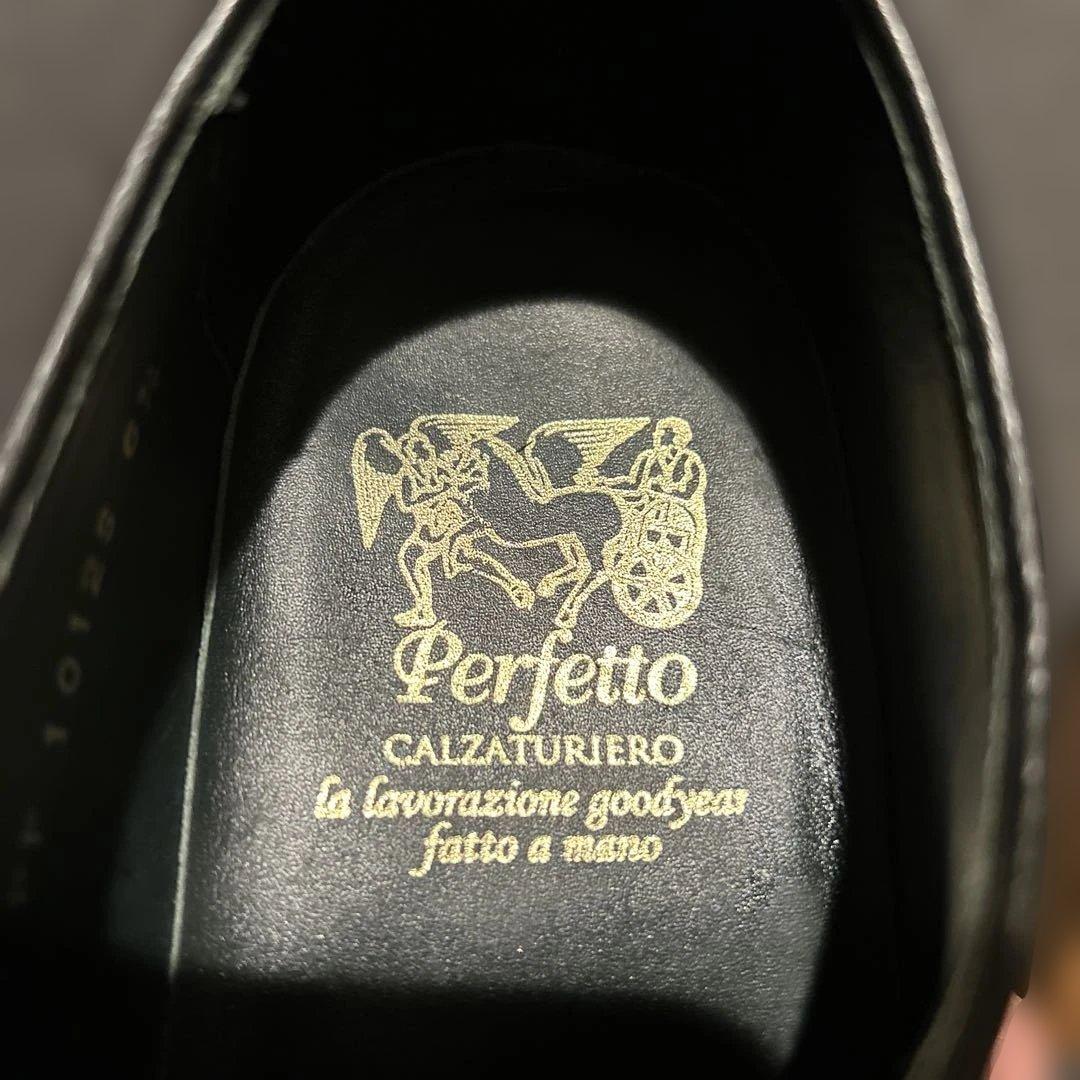 Perfetto
CALZATURIERO
la lavorazione goodyear
fatto a mano